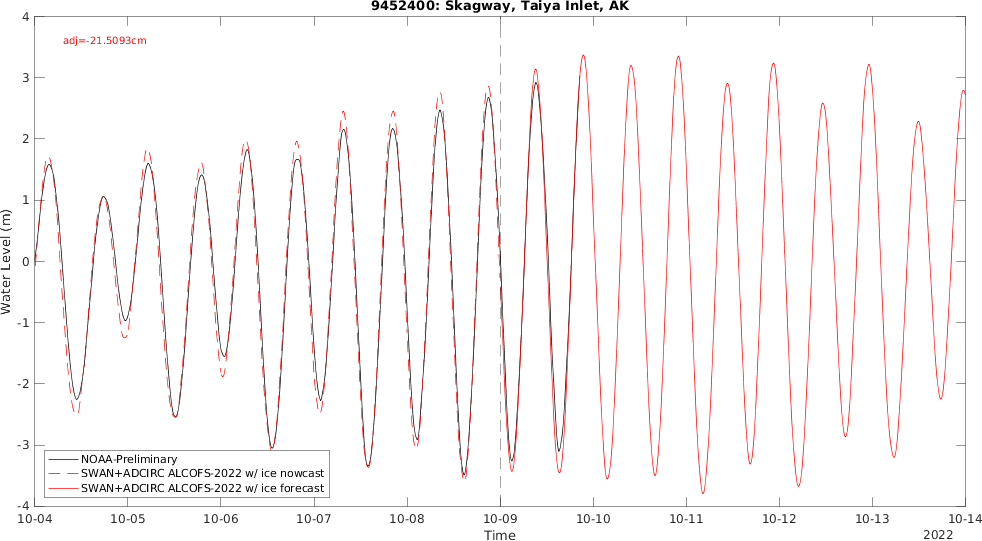 9452400: Skagway, Taiya Inlet, AK
adj=-21.5093cm
Water Level (m)
4
3
2
1
0
-1
-2
-3
-4
NOAA-Preliminary
SWAN+ADCIRC ALCOFS-2022 w/ ice nowcast
SWAN+ADCIRC ALCOFS-2022 w/ ice forecast
10-04 10-05 10-06 10-07 10-08 10-09 10-10 10-11 10-12 10-13 10-14
Time
2022